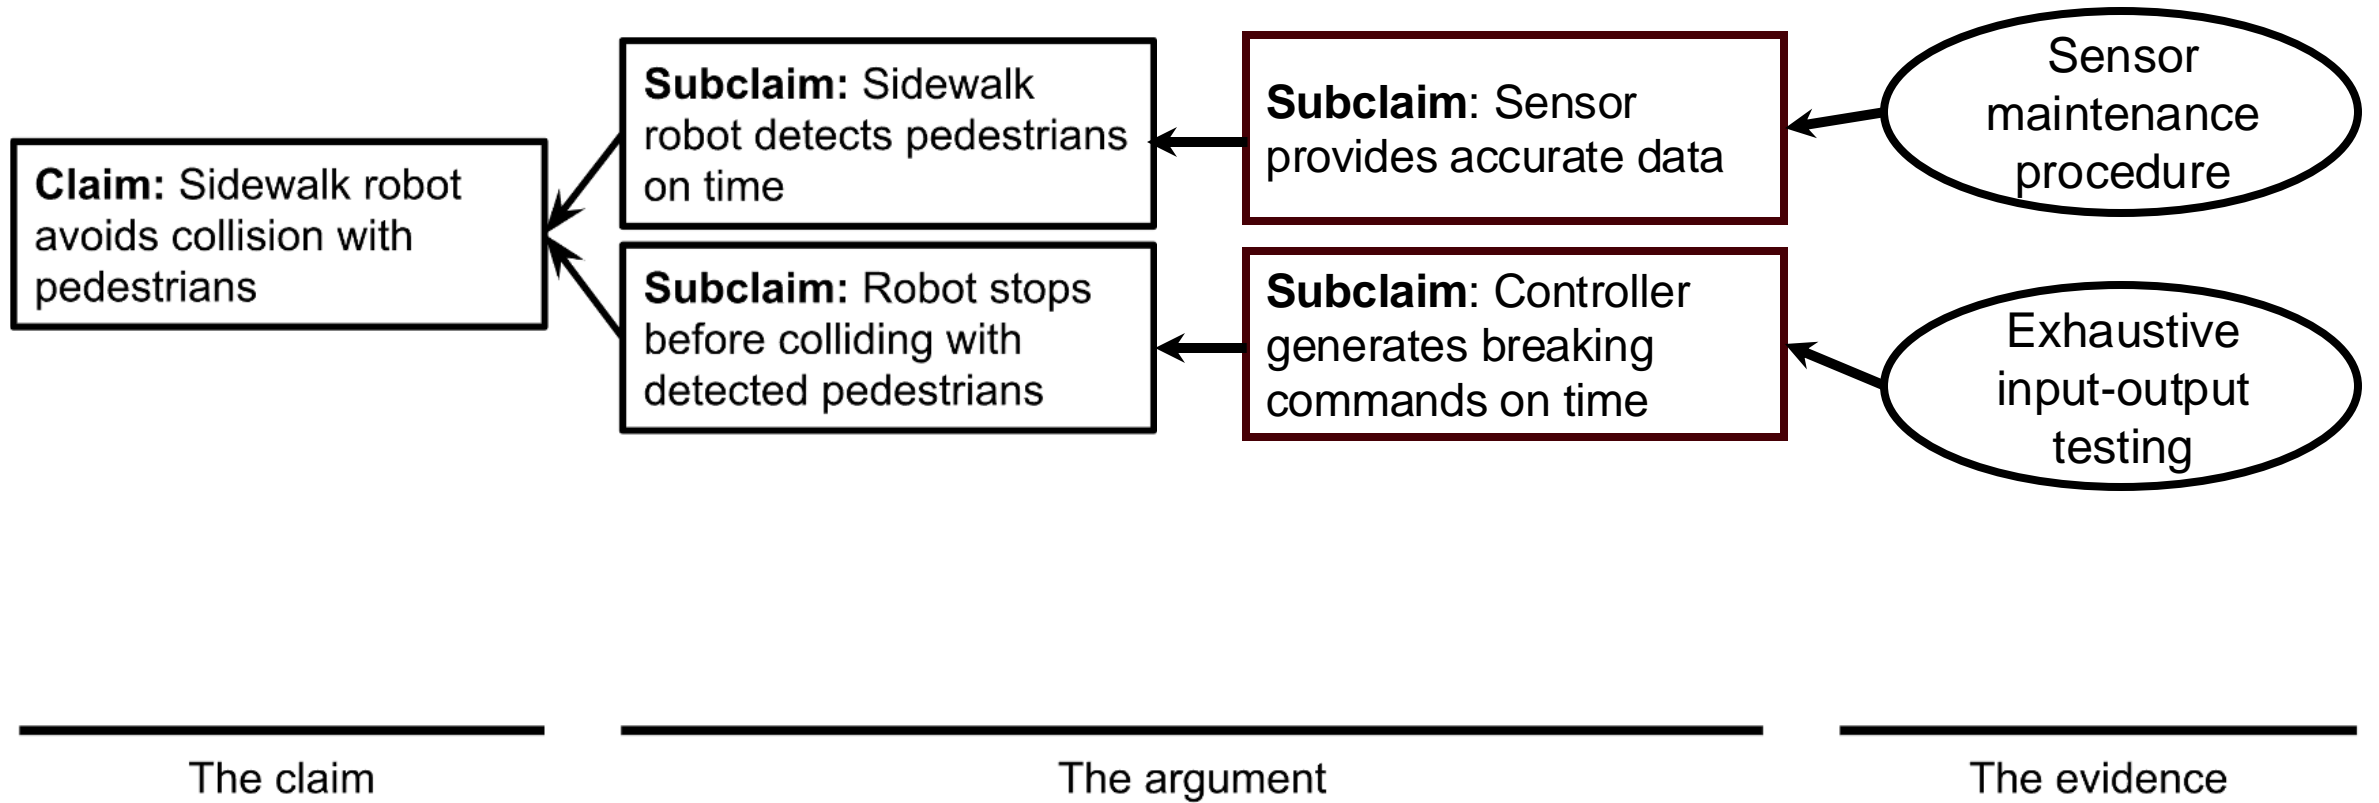 Claim: Sidewalk robot
avoids collision with
pedestrians
Subclaim: Sidewalk
robot detects pedestrians
on time
Subclaim: Robot stops
before colliding with
detected pedestrians
Subclaim: Sensor
provides accurate data
Subclaim: Controller
generates breaking
commands on time
Sensor
maintenance
procedure
Exhaustive
input-output
testing
The claim
The argument
The evidence